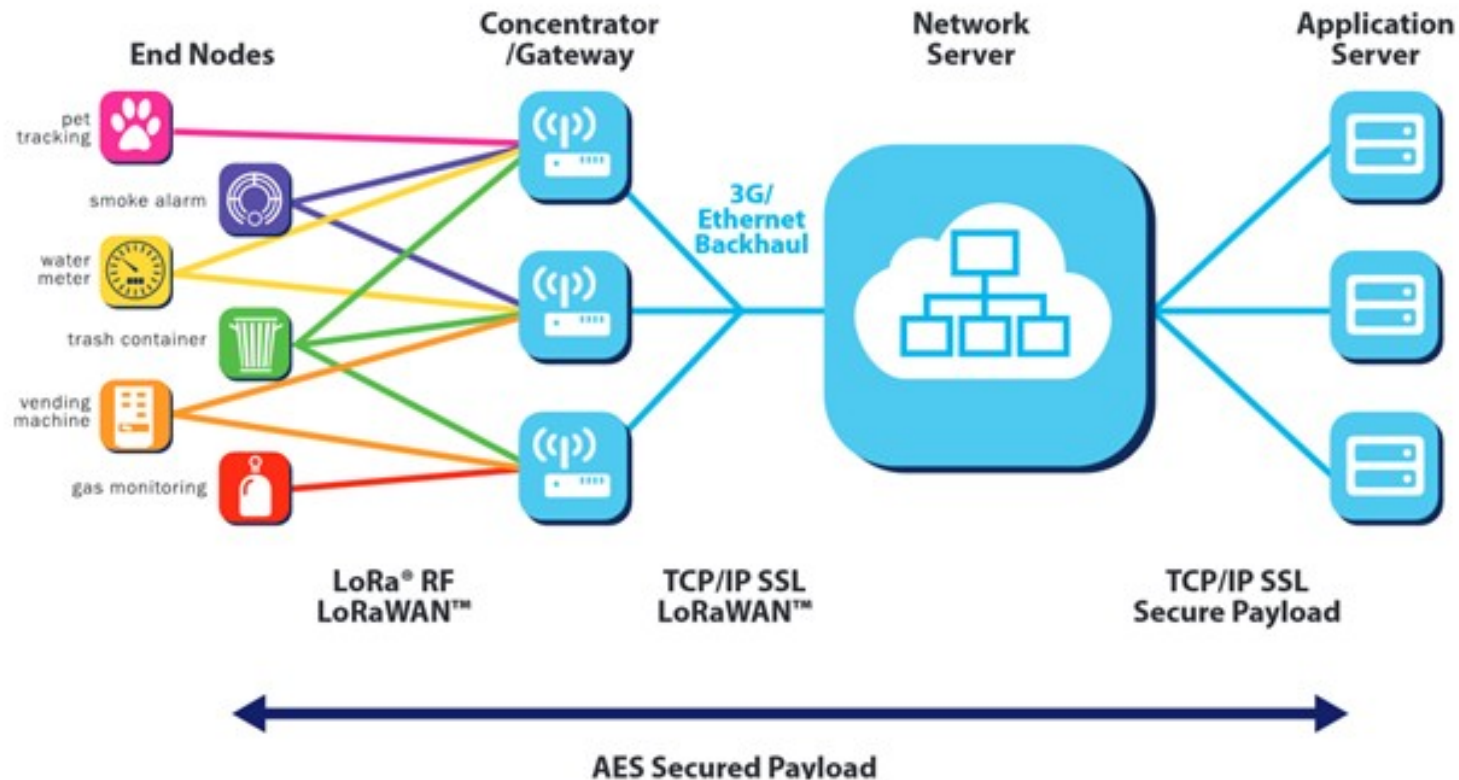 End Nodes
Concentrator
/Gateway
Network
Server
Application
Server
pet
tracking
smoke alarm
water
meter
trash container
vending
machine
gas monitoring
3G/
Ethernet
Backhaul
LoRa® RF
LoRaWAN™
TCP/IP SSL
LoRaWAN™
TCP/IP SSL
Secure Payload
AES Secured Payload